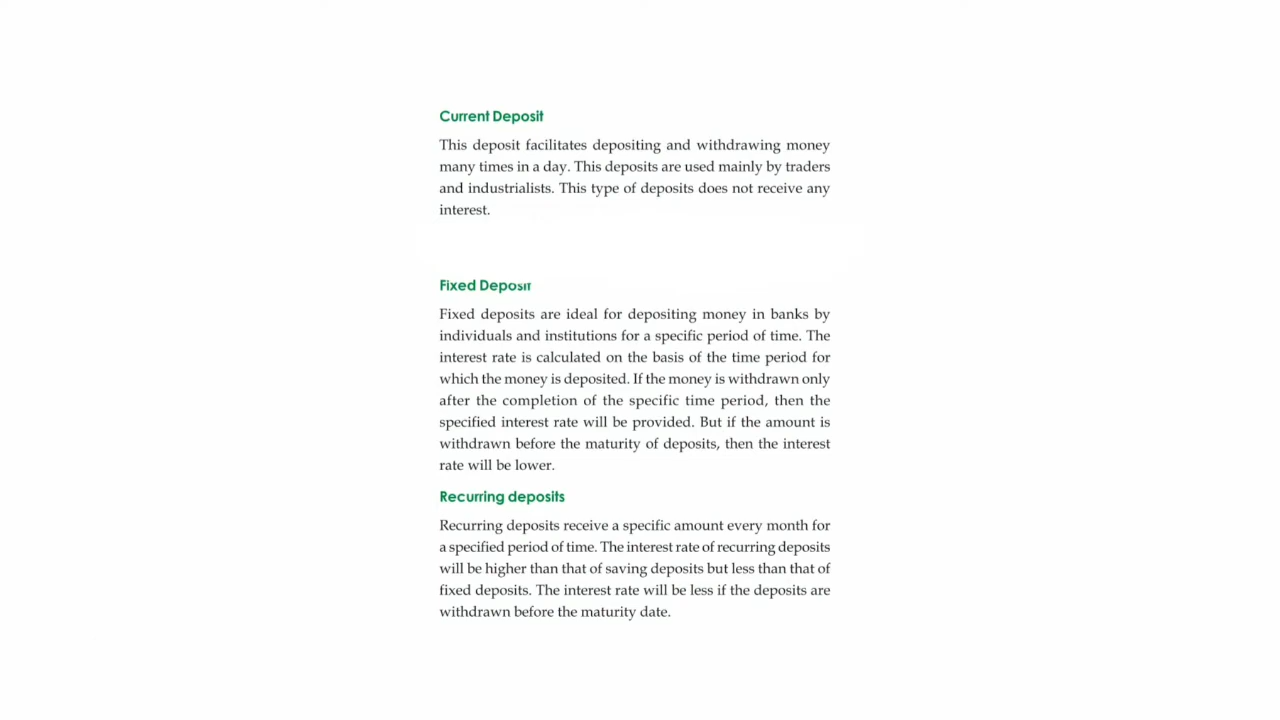 Current Deposit
This deposit facilitates depositing and withdrawing money
many times in a day. This deposits are used mainly by traders
and industrialists. This type of deposits does not receive any
interest.
Fixed Deposit
Fixed deposits are ideal for depositing money in banks by
individuals and institutions for a specific period of time. The
interest rate is calculated on the basis of the time period for
which the money is deposited. If the money is withdrawn only
after the completion of the specific time period, then the
specified interest rate will be provided. But if the amount is
withdrawn before the maturity of deposits, then the interest
rate will be lower.
Recurring deposits
Recurring deposits receive a specific amount every month for
a specified period of time. The interest rate of recurring deposits
will be higher than that of saving deposits but less than that of
fixed deposits. The interest rate will be less if the deposits are
withdrawn before the maturity date.